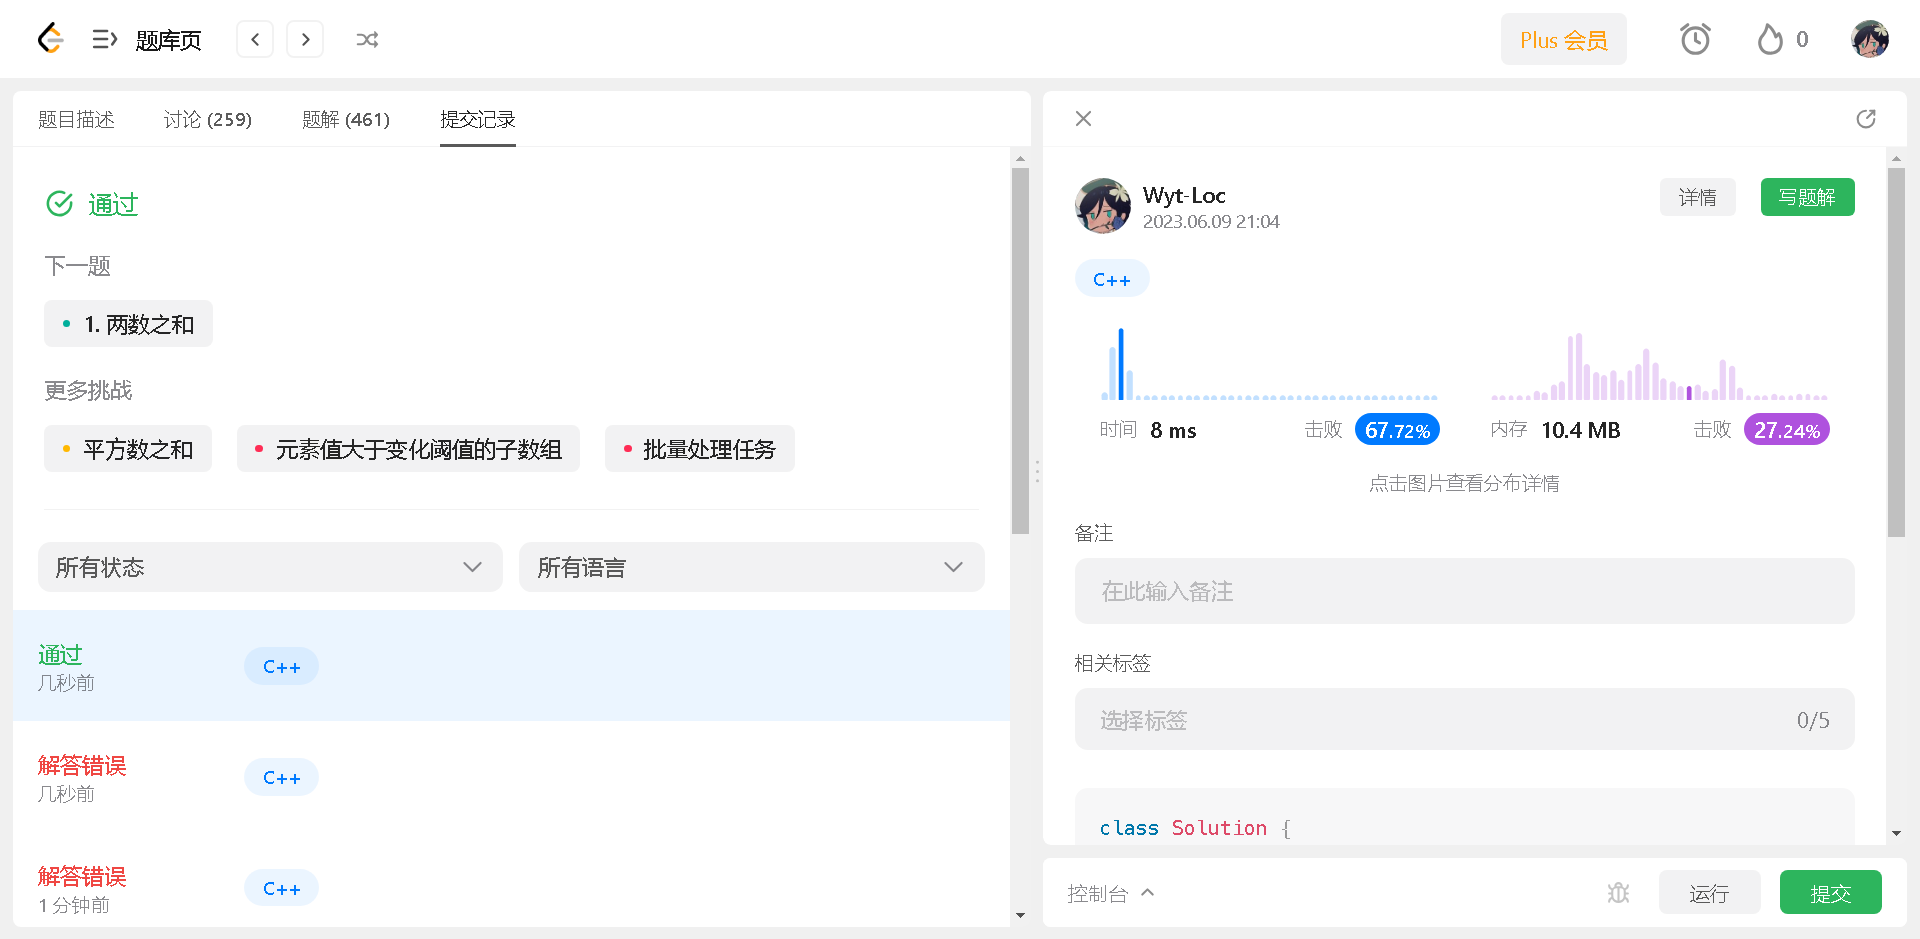 题库页
Plus 会员
0
题目描述 讨论 (259) 题解 (461) 提交记录
通过
下一题
1. 两数之和
更多挑战
平方数之和 元素值大于变化阈值的子数组 批量处理任务
所有状态 所有语言
通过
几秒前
C++
解答错误
几秒前
C++
解答错误
1 分钟前
C++
Wyt-Loc
2023.06.09 21:04
详情 写题解
C++
时间 8 ms 击败 67.72% 内存 10.4 MB 击败 27.24%
点击图片查看分布详情
备注
在此输入备注
相关标签
选择标签 0/5
class Solution {
控制台 运行 提交